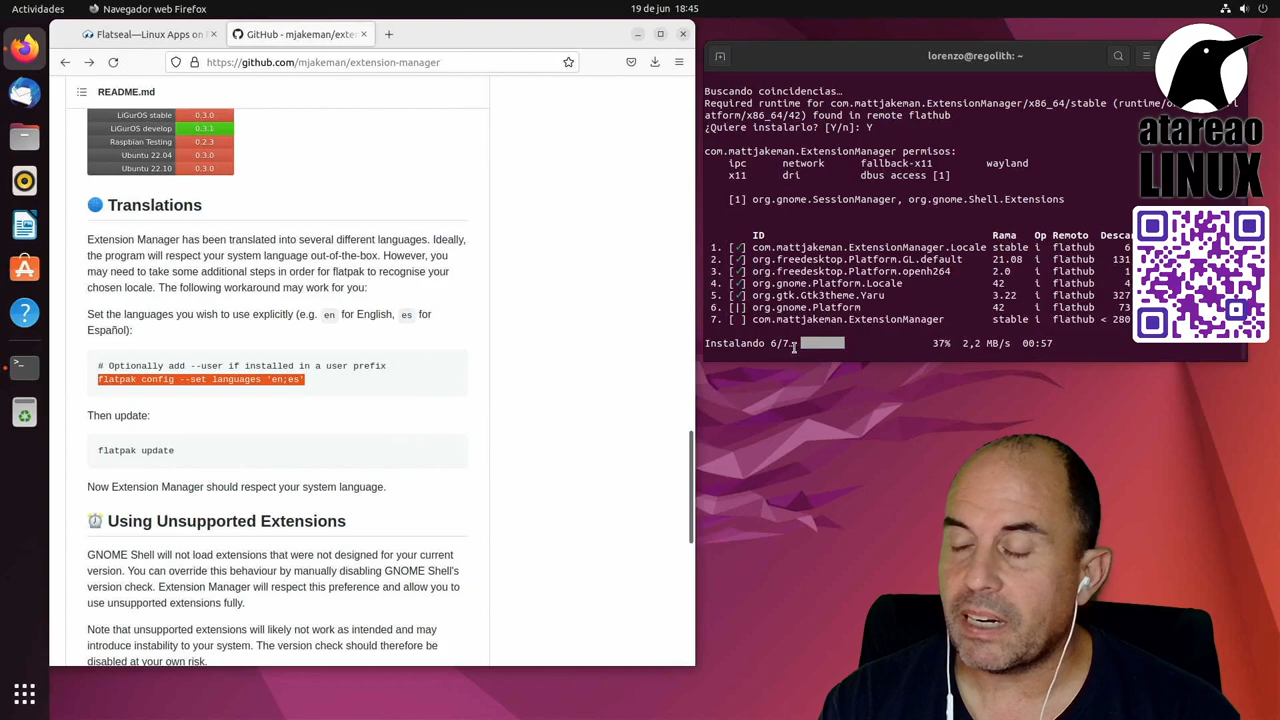 Actividades
Navegador web Firefox
19 de jun 18:45
Flatseal—Linux Apps on
GitHub - mjakeman/exte
https://github.com/mjakeman/extension-manager
README.md
LiGurOS stable 0.3.0
LiGurOS develop 0.3.1
Raspbian Testing 0.2.3
Ubuntu 22.04 0.3.0
Ubuntu 22.10 0.3.0
Translations
Extension Manager has been translated into several different languages. Ideally,
the program will respect your system language out-of-the-box. However, you
may need to take some additional steps in order for flatpak to recognise your
chosen locale. The following workaround may work for you:
Set the languages you wish to use explicitly (e.g. en for English, es for
Español):
# Optionally add --user if installed in a user prefix
flatpak config --set languages 'en;es'
Then update:
flatpak update
Now Extension Manager should respect your system language.
Using Unsupported Extensions
GNOME Shell will not load extensions that were not designed for your current
version. You can override this behaviour by manually disabling GNOME Shell's
version check. Extension Manager will respect this preference and allow you to
use unsupported extensions fully.
Note that unsupported extensions will likely not work as intended and may
introduce instability to your system. The version check should therefore be
disabled at your own risk.
lorenzo@regolith: ~
Buscando coincidencias…
Required runtime for com.mattjakeman.ExtensionManager/x86_64/stable (runtime/o
atform/x86_64/42) found in remote flathub
¿Quiere instalarlo? [Y/n]: Y
com.mattjakeman.ExtensionManager permisos:
ipc network fallback-x11 wayland
x11 dri dbus access [1]
[1] org.gnome.SessionManager, org.gnome.Shell.Extensions
ID Rama Op Remoto Desca
1. [✓] com.mattjakeman.ExtensionManager.Locale stable i flathub 6
2. [✓] org.freedesktop.Platform.GL.default 21.08 i flathub 131
3. [✓] org.freedesktop.Platform.openh264 2.0 i flathub 1
4. [✓] org.gnome.Platform.Locale 42 i flathub 17
5. [✓] org.gtk.Gtk3theme.Yaru 3.22 i flathub 327
6. [|] org.gnome.Platform 42 i flathub 73
7. [ ] com.mattjakeman.ExtensionManager stable i flathub < 280
Instalando 6/7… 37% 2,2 MB/s 00:57
atareao
LINUX